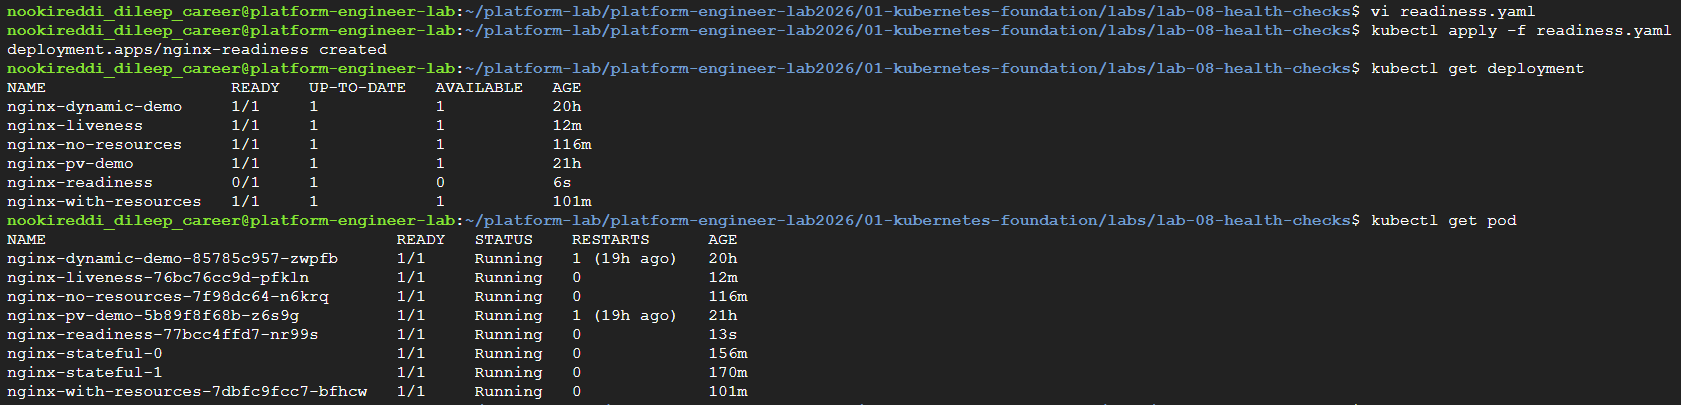 nookireddi_dileep_career@platform-engineer-lab:~/platform-lab/platform-engineer-lab2026/01-kubernetes-foundation/labs/lab-08-health-checks$ vi readiness.yaml
nookireddi_dileep_career@platform-engineer-lab:~/platform-lab/platform-engineer-lab2026/01-kubernetes-foundation/labs/lab-08-health-checks$ kubectl apply -f readiness.yaml
deployment.apps/nginx-readiness created
nookireddi_dileep_career@platform-engineer-lab:~/platform-lab/platform-engineer-lab2026/01-kubernetes-foundation/labs/lab-08-health-checks$ kubectl get deployment
NAME                   READY   UP-TO-DATE   AVAILABLE   AGE
nginx-dynamic-demo     1/1     1            1           20h
nginx-liveness         1/1     1            1           12m
nginx-no-resources     1/1     1            1           116m
nginx-pv-demo          1/1     1            1           21h
nginx-readiness        0/1     1            0           6s
nginx-with-resources   1/1     1            1           101m
nookireddi_dileep_career@platform-engineer-lab:~/platform-lab/platform-engineer-lab2026/01-kubernetes-foundation/labs/lab-08-health-checks$ kubectl get pod
NAME                                    READY   STATUS    RESTARTS      AGE
nginx-dynamic-demo-85785c957-zwpfb      1/1     Running   1 (19h ago)   20h
nginx-liveness-76bc76cc9d-pfkln         1/1     Running   0             12m
nginx-no-resources-7f98dc64-n6krq       1/1     Running   0             116m
nginx-pv-demo-5b89f8f68b-z6s9g          1/1     Running   1 (19h ago)   21h
nginx-readiness-77bcc4ffd7-nr99s        1/1     Running   0             13s
nginx-stateful-0                        1/1     Running   0             156m
nginx-stateful-1                        1/1     Running   0             170m
nginx-with-resources-7dbfc9fcc7-bfhcw   1/1     Running   0             101m